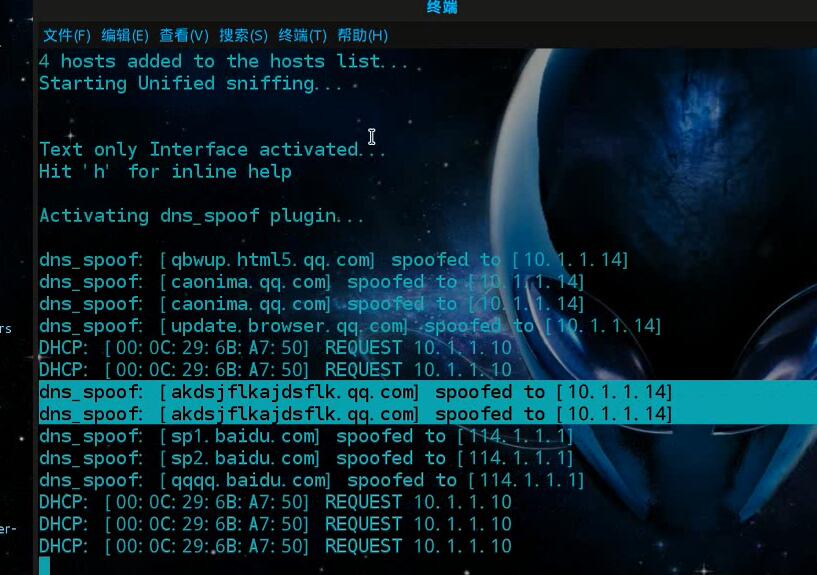 终端
文件(F) 编辑(E) 查看(V) 搜索(S) 终端(T) 帮助(H)
4 hosts added to the hosts list...
Starting Unified sniffing...
Text only Interface activated...
Hit 'h' for inline help
Activating dns_spoof plugin...
dns_spoof: [qbwup.html5.qq.com] spoofed to [10.1.1.14]
dns_spoof: [caonima.qq.com] spoofed to [10.1.1.14]
dns_spoof: [caonima.qq.com] spoofed to [10.1.1.14]
dns_spoof: [update.browser.qq.com] spoofed to [10.1.1.14]
rs
DHCP: [00:0C:29:6B:A7:50] REQUEST 10.1.1.10
DHCP: [00:0C:29:6B:A7:50] REQUEST 10.1.1.10
dns_spoof: [akdsjflkajdsflk.qq.com] spoofed to [10.1.1.14]
dns_spoof: [akdsjflkajdsflk.qq.com] spoofed to [10.1.1.14]
dns_spoof: [sp1.baidu.com] spoofed to [114.1.1.1]
dns_spoof: [sp2.baidu.com] spoofed to [114.1.1.1]
dns_spoof: [qqqq.baidu.com] spoofed to [114.1.1.1]
DHCP: [00:0C:29:6B:A7:50] REQUEST 10.1.1.10
DHCP: [00:0C:29:6B:A7:50] REQUEST 10.1.1.10
er-
DHCP: [00:0C:29:6B:A7:50] REQUEST 10.1.1.10